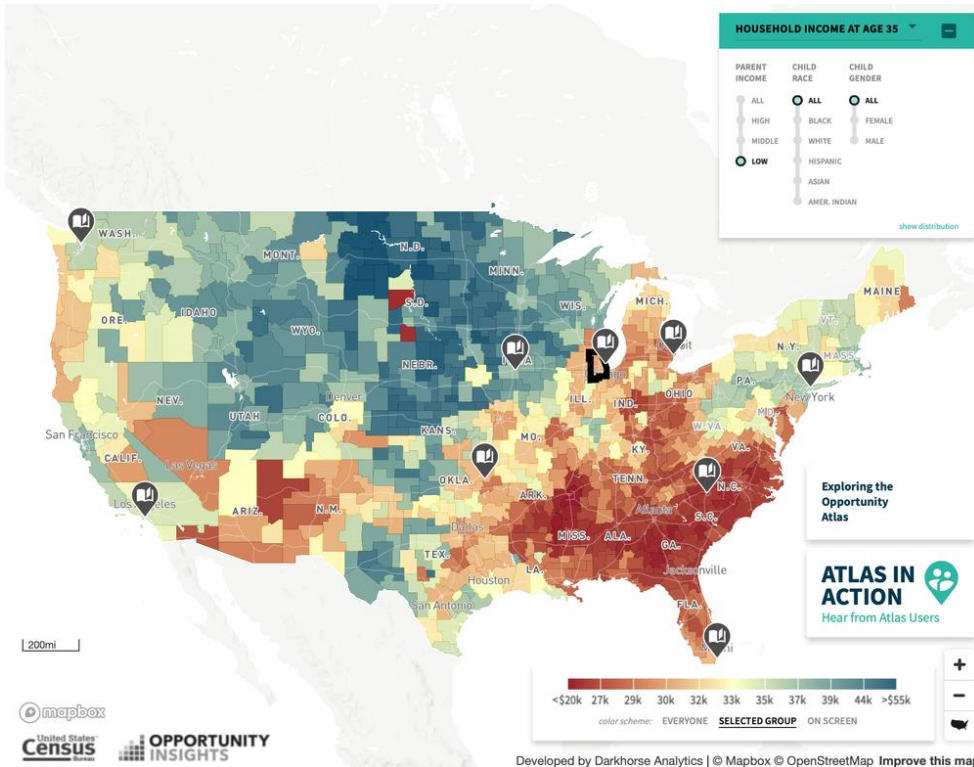 HOUSEHOLD INCOME AT AGE 35
PARENT INCOME
CHILD RACE
CHILD GENDER
ALL
HIGH
MIDDLE
LOW
ALL
BLACK
WHITE
HISPANIC
ASIAN
AMER. INDIAN
ALL
FEMALE
MALE
show distribution
WASH.
MONT.
N.D.
MINN.
ORE.
IDAHO
WYO.
S.D.
WIS.
MICH.
MAINE
VT.
N.Y.
MASS.
NEBR.
NEV.
UTAH
COLO.
Denver
ILL.
IND.
OHIO
PA.
New York
San Francisco
CALIF.
Las Vegas
KANS.
MO.
KY.
W.VA.
VA.
MD.
Los Angeles
ARIZ.
N.M.
OKLA.
ARK.
TENN.
N.C.
Atlanta
S.C.
Dallas
MISS.
ALA.
GA.
TEX.
LA.
Jacksonville
Houston
San Antonio
FLA.
Exploring the
Opportunity
Atlas
ATLAS IN
ACTION
Hear from Atlas Users
200mi
<$20k 27k 29k 30k 32k 33k 35k 37k 39k 44k >$55k
color scheme: EVERYONE SELECTED GROUP ON SCREEN
+
−
mapbox
United States®
Census
Bureau
OPPORTUNITY
INSIGHTS
Developed by Darkhorse Analytics | © Mapbox © OpenStreetMap Improve this map